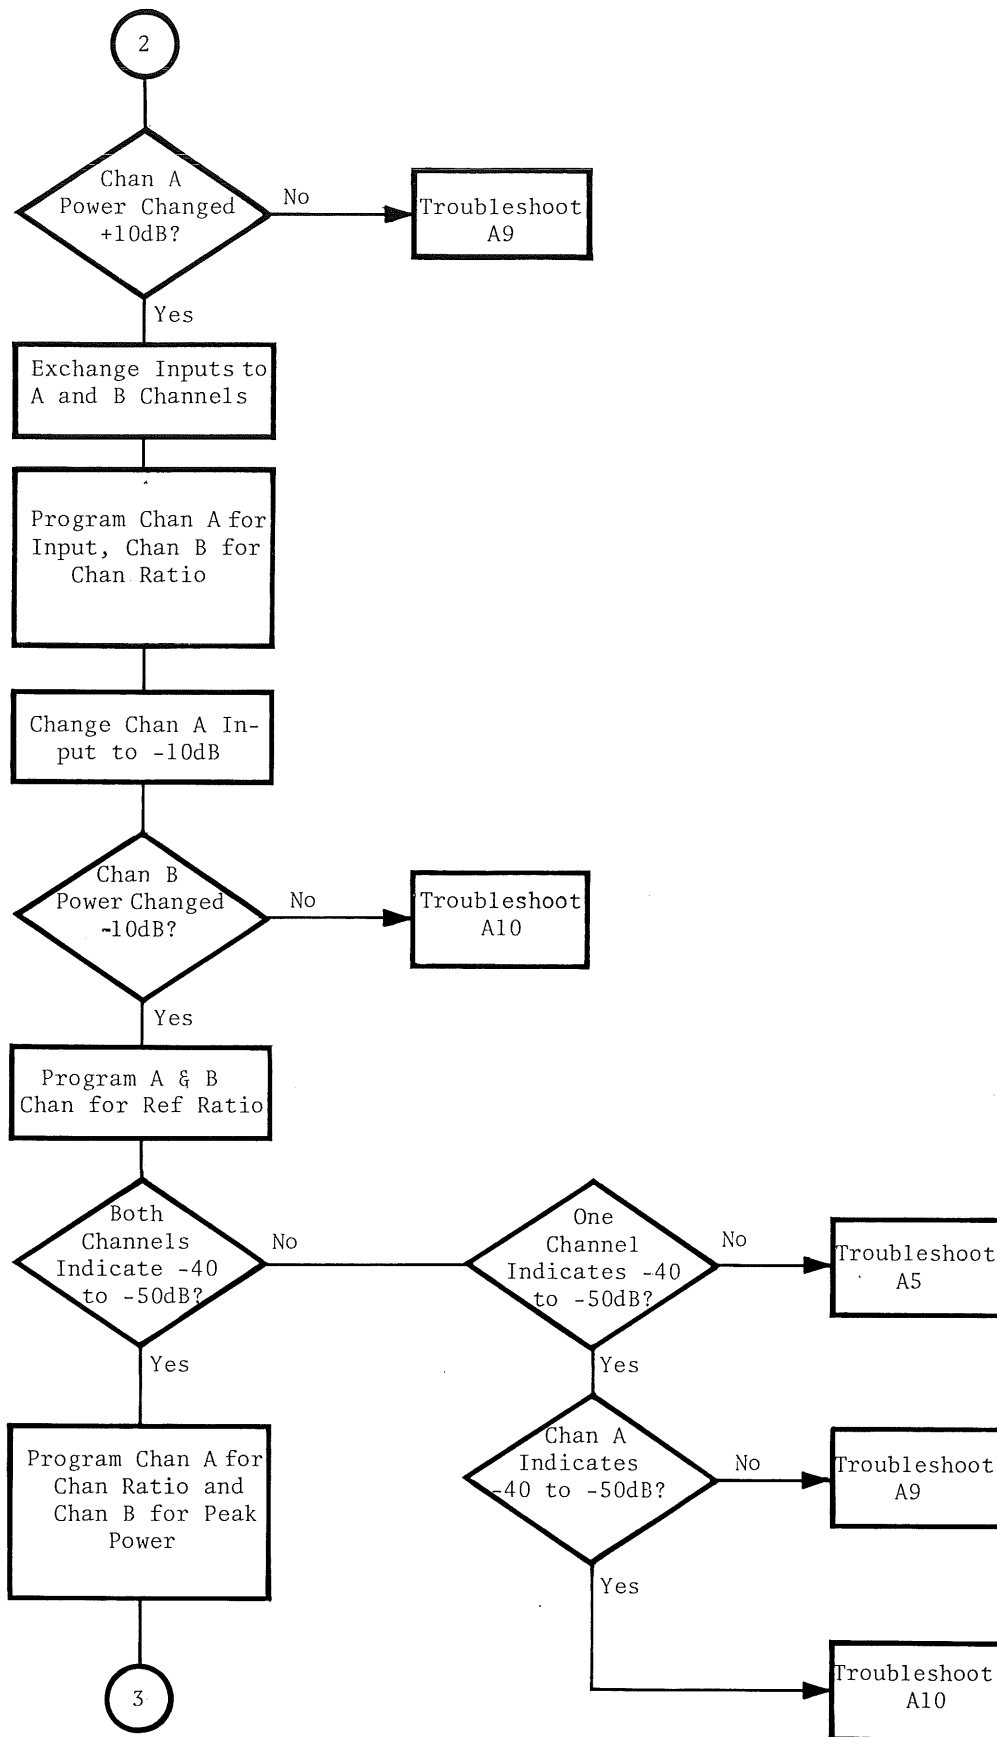 2
Chan A
Power Changed
+10dB?
No
Troubleshoot
A9
Yes
Exchange Inputs to
A and B Channels
Program Chan A for
Input, Chan B for
Chan Ratio
Change Chan A In-
put to -10dB
Chan B
Power Changed
-10dB?
No
Troubleshoot
A10
Yes
Program A & B
Chan for Ref Ratio
Both
Channels
Indicate -40
to -50dB?
No
One
Channel
Indicates -40
to -50dB?
No
Troubleshoot
A5
Yes
Yes
Program Chan A for
Chan Ratio and
Chan B for Peak
Power
Chan A
Indicates
-40 to -50dB?
No
Troubleshoot
A9
Yes
Troubleshoot
A10
3